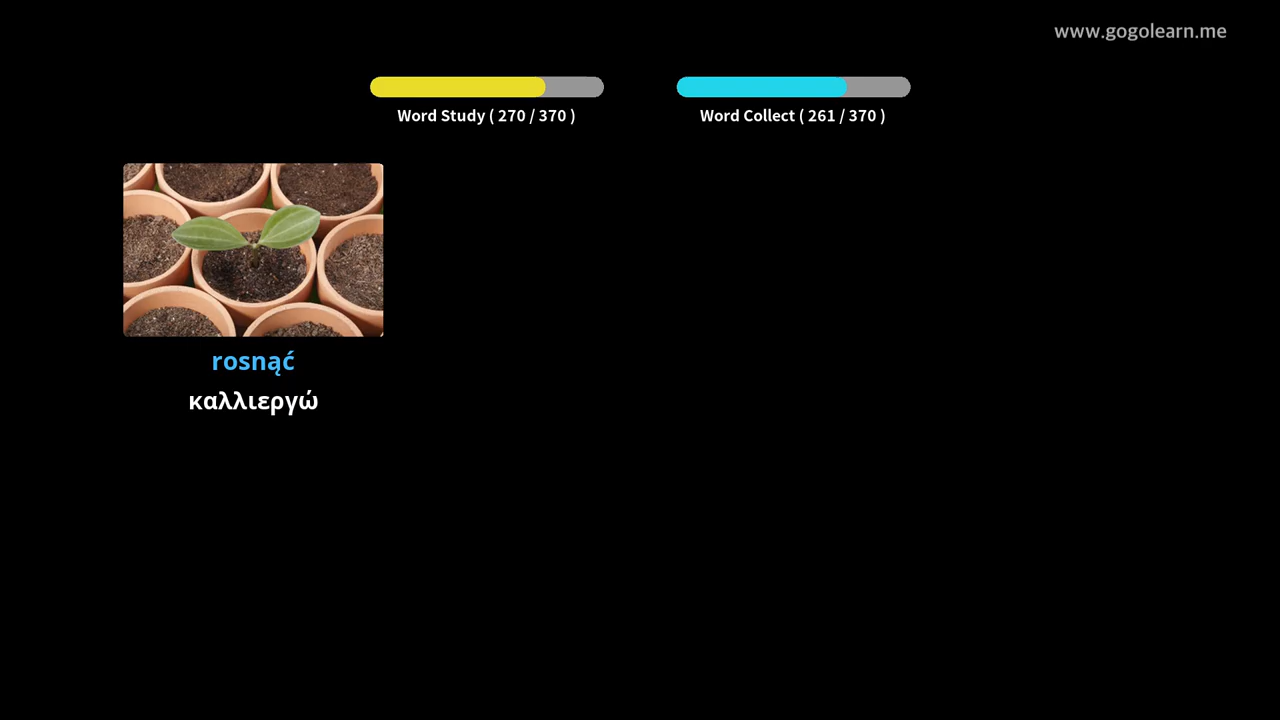 www.gogolearn.me
Word Study ( 270 / 370 )
Word Collect ( 261 / 370 )
rosnąć
καλλιεργώ